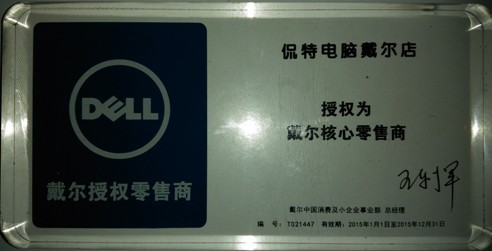 DELL
戴尔授权零售商
侃特电脑戴尔店
授权为
戴尔核心零售商
戴尔中国消费及小企业事业部 总经理
编 号：TS21447 有效期：2015年1月1日至2015年12月31日